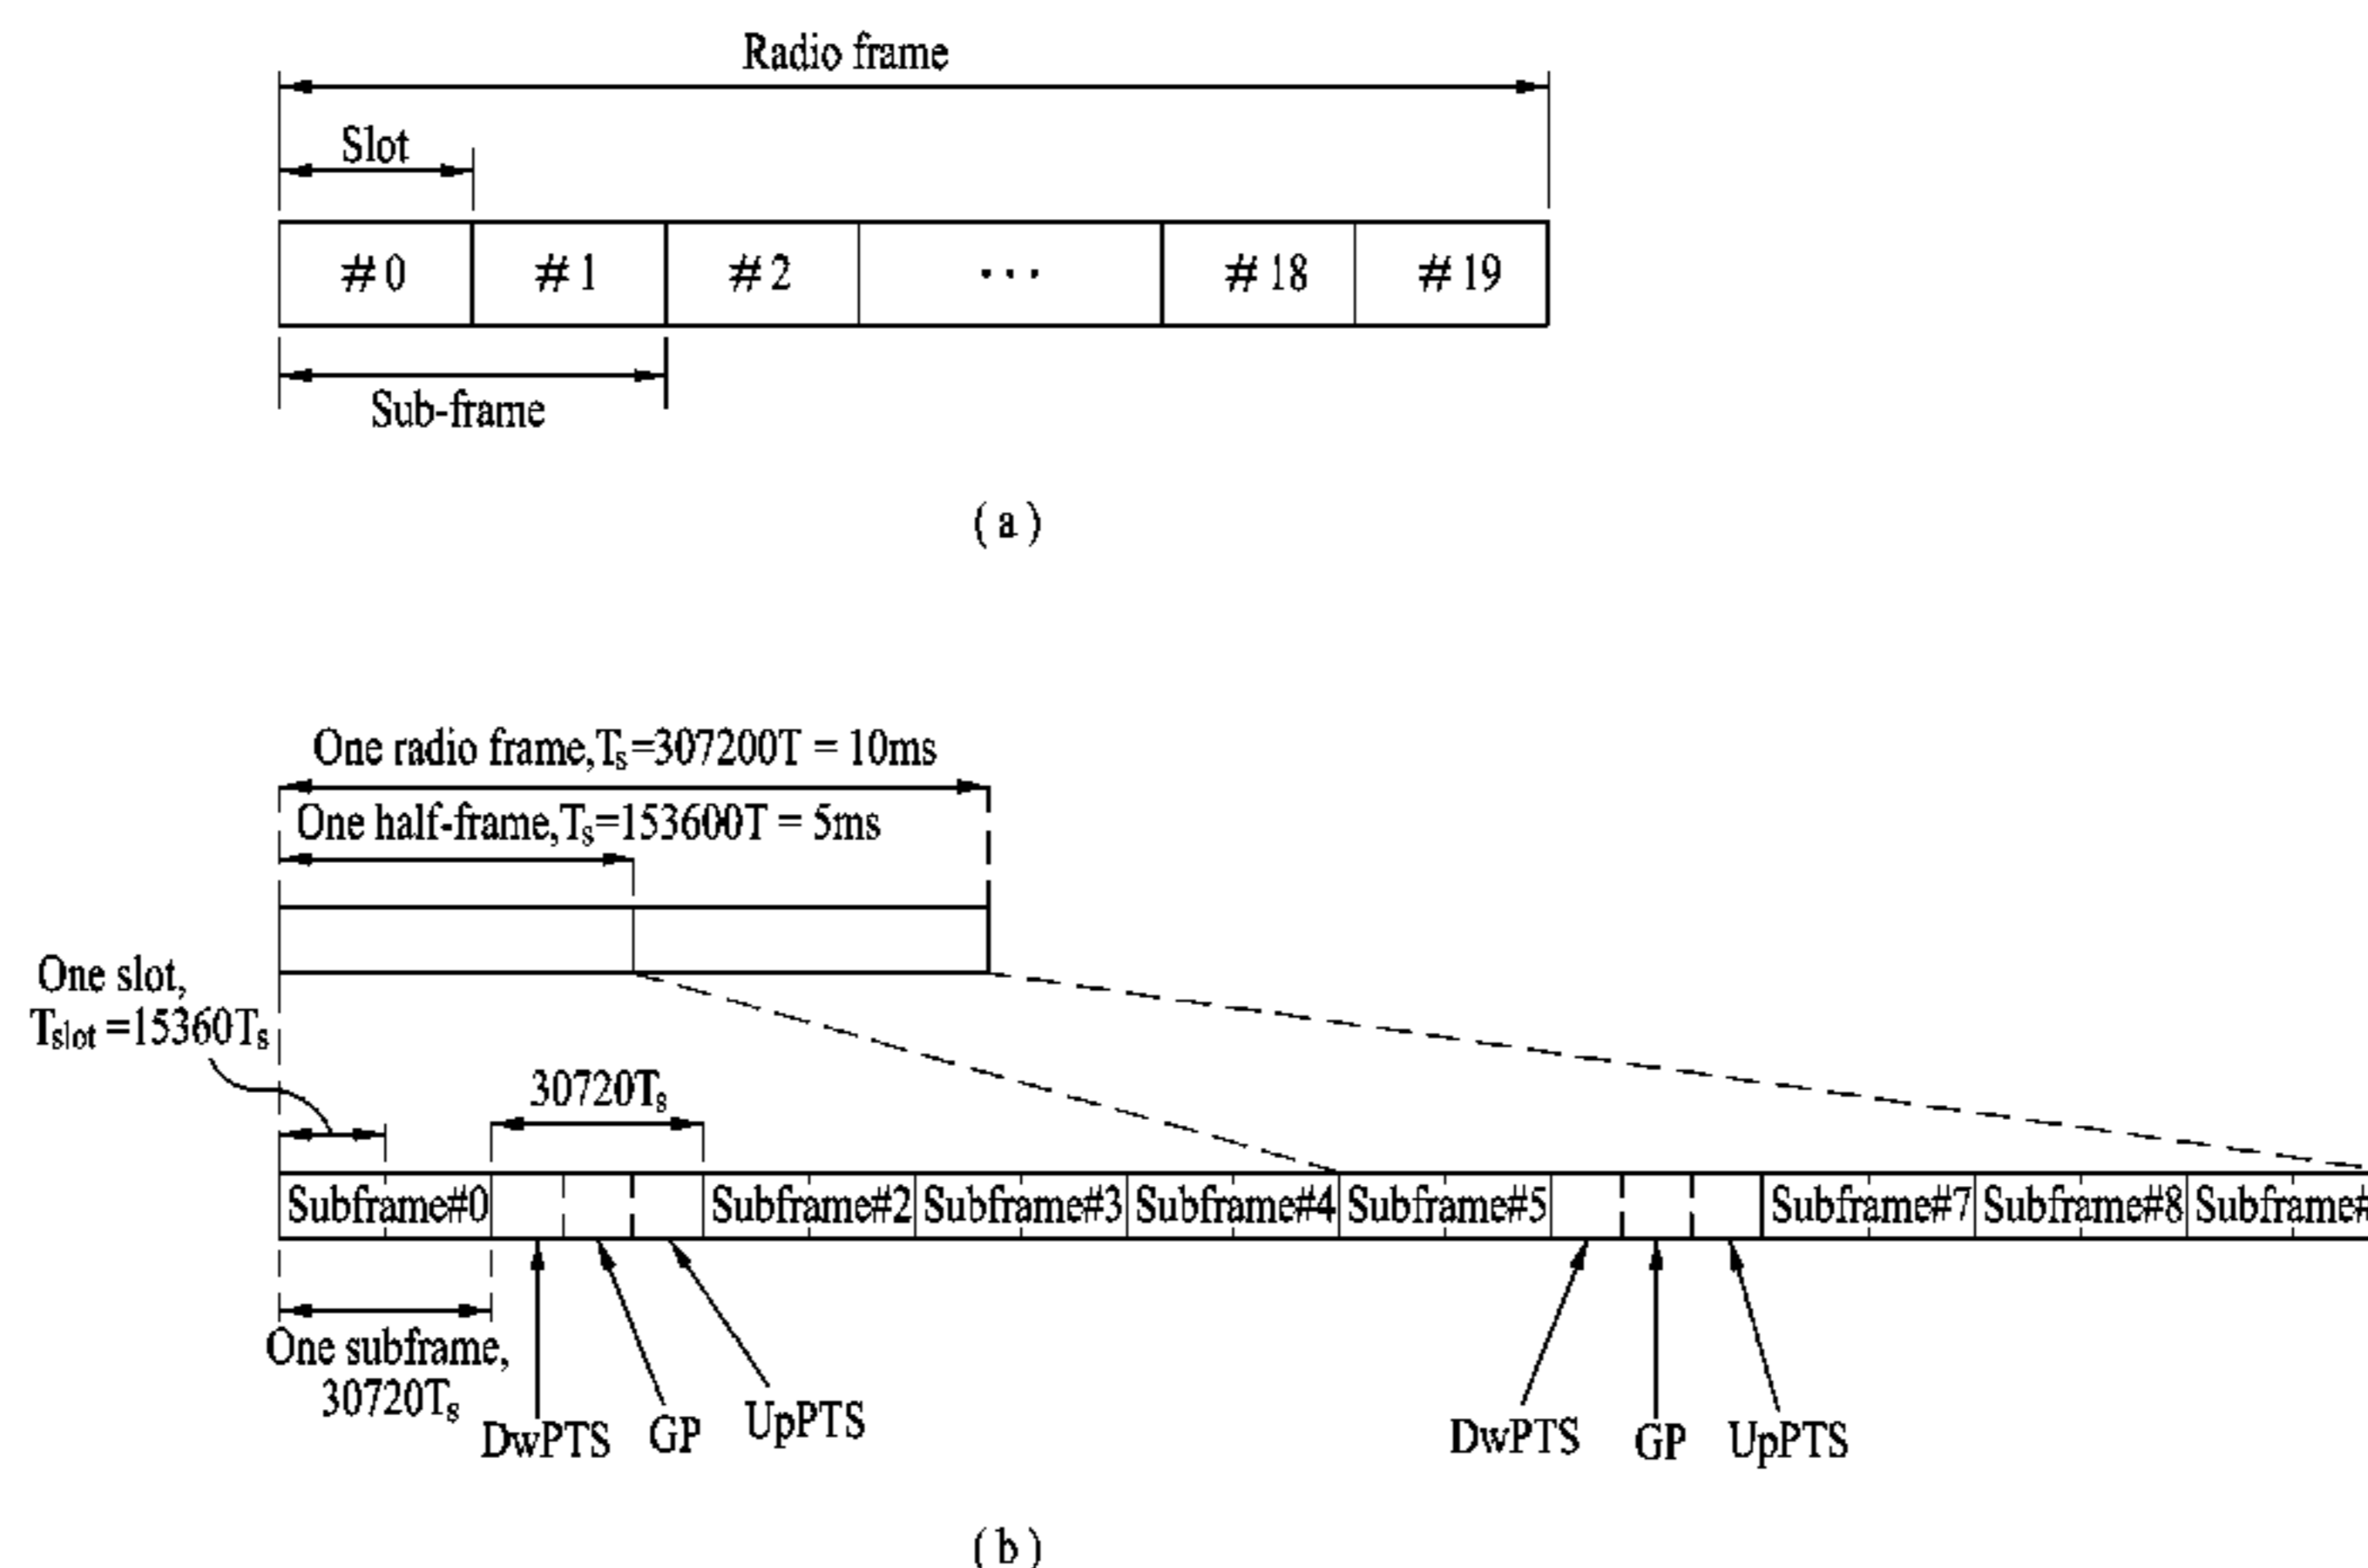 Radio frame
Slot
#0 #1 #2 ... #18 #19
Sub-frame
(a)
One radio frame,Ts=307200T = 10ms
One half-frame,Ts=153600T = 5ms
One slot,
Tslot =15360Ts
30720Ts
Subframe#0 Subframe#2 Subframe#3 Subframe#4 Subframe#5 Subframe#7 Subframe#8 Subframe#
One subframe,
30720Ts
DwPTS GP UpPTS DwPTS GP UpPTS
(b)